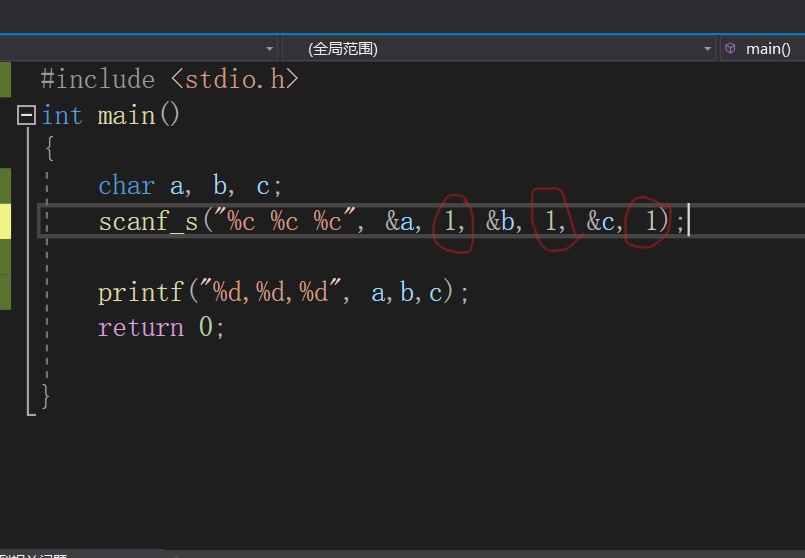 (全局范围) main()
#include <stdio.h>
int main()
{
char a, b, c;
scanf_s("%c %c %c", &a, 1, &b, 1, &c, 1);
printf("%d,%d,%d", a,b,c);
return 0;
}